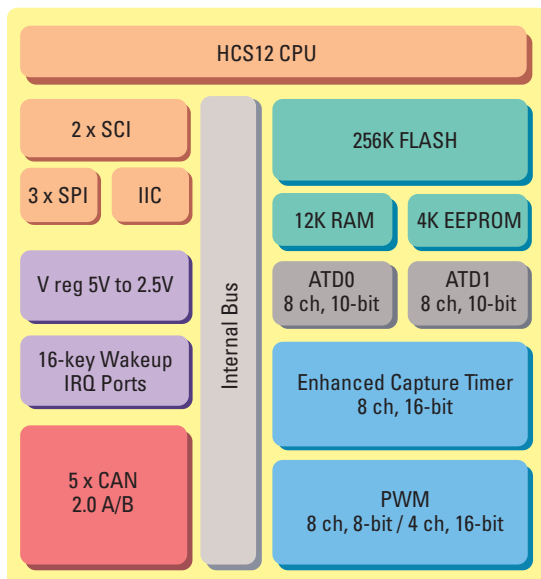 HCS12 CPU
2 x SCI
3 x SPI
IIC
V reg 5V to 2.5V
16-key Wakeup
IRQ Ports
5 x CAN
2.0 A/B
Internal Bus
256K FLASH
12K RAM
4K EEPROM
ATD0
8 ch, 10-bit
ATD1
8 ch, 10-bit
Enhanced Capture Timer
8 ch, 16-bit
PWM
8 ch, 8-bit / 4 ch, 16-bit